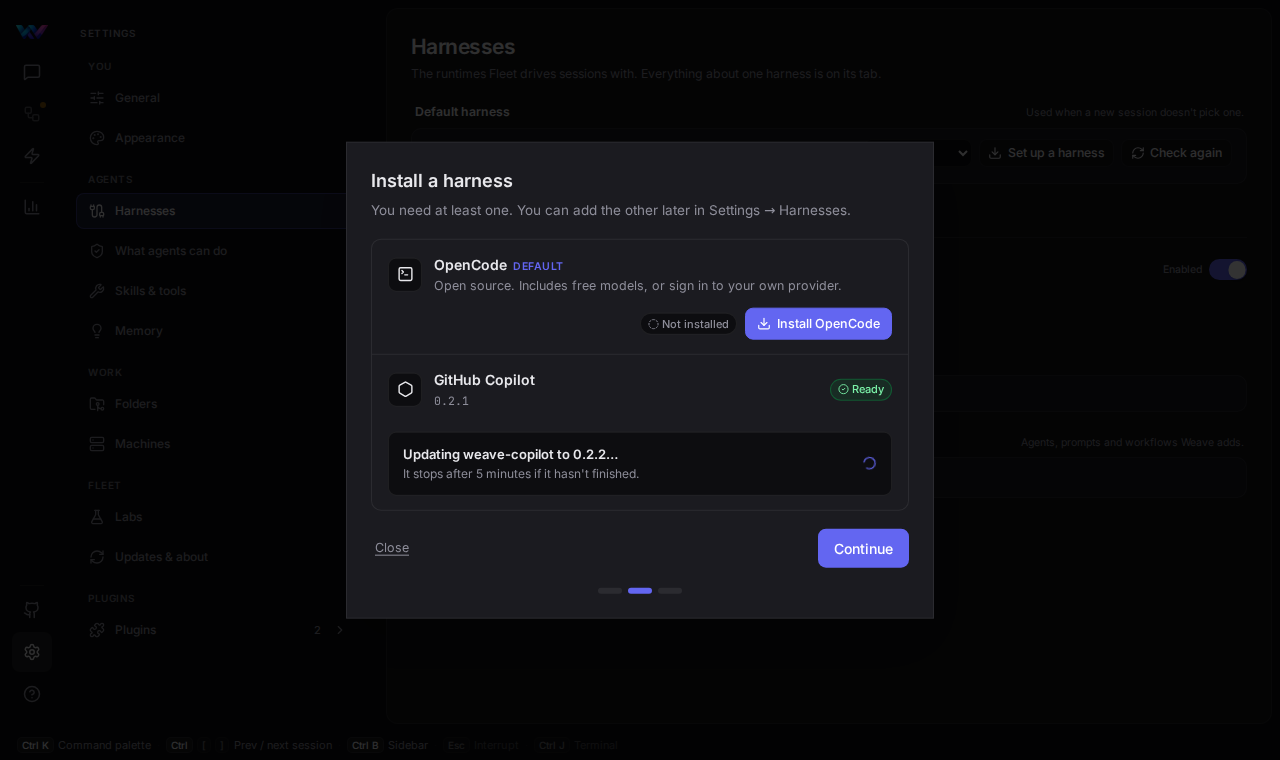 SETTINGS
YOU
General
Appearance
AGENTS
Harnesses
What agents can do
Skills & tools
Memory
WORK
Folders
Machines
FLEET
Labs
Updates & about
PLUGINS
Plugins 2
Harnesses
The runtimes Fleet drives sessions with. Everything about one harness is on its tab.
Default harness Used when a new session doesn't pick one.
Set up a harness Check again
Enabled
Agents, prompts and workflows Weave adds.
Install a harness
You need at least one. You can add the other later in Settings → Harnesses.
OpenCode DEFAULT
Open source. Includes free models, or sign in to your own provider.
Not installed Install OpenCode
GitHub Copilot
0.2.1
Ready
Updating weave-copilot to 0.2.2...
It stops after 5 minutes if it hasn't finished.
Close Continue
Ctrl K Command palette Ctrl [ ] Prev / next session Ctrl B Sidebar Esc Interrupt Ctrl J Terminal